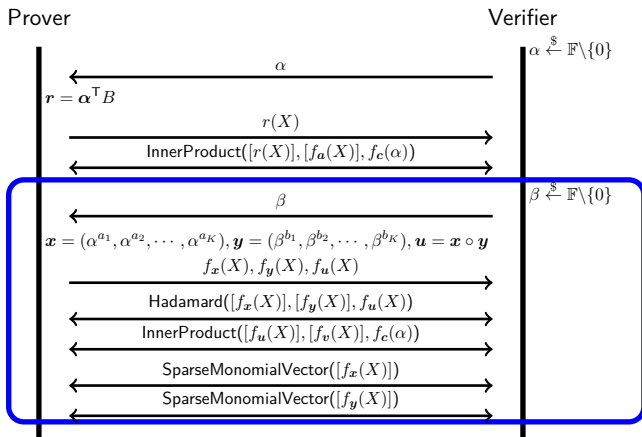 Prover Verifier
α ←$ 𝔽\{0}
α
r = α^⊤ B
r(X)
InnerProduct([r(X)], [f_a(X)], f_c(α))
β ←$ 𝔽\{0}
β
x = (α^{a_1}, α^{a_2}, ⋯ , α^{a_K}), y = (β^{b_1}, β^{b_2}, ⋯ , β^{b_K}), u = x ∘ y
f_x(X), f_y(X), f_u(X)
Hadamard([f_x(X)], [f_y(X)], f_u(X))
InnerProduct([f_u(X)], [f_v(X)], f_c(α))
SparseMonomialVector([f_x(X)])
SparseMonomialVector([f_y(X)])